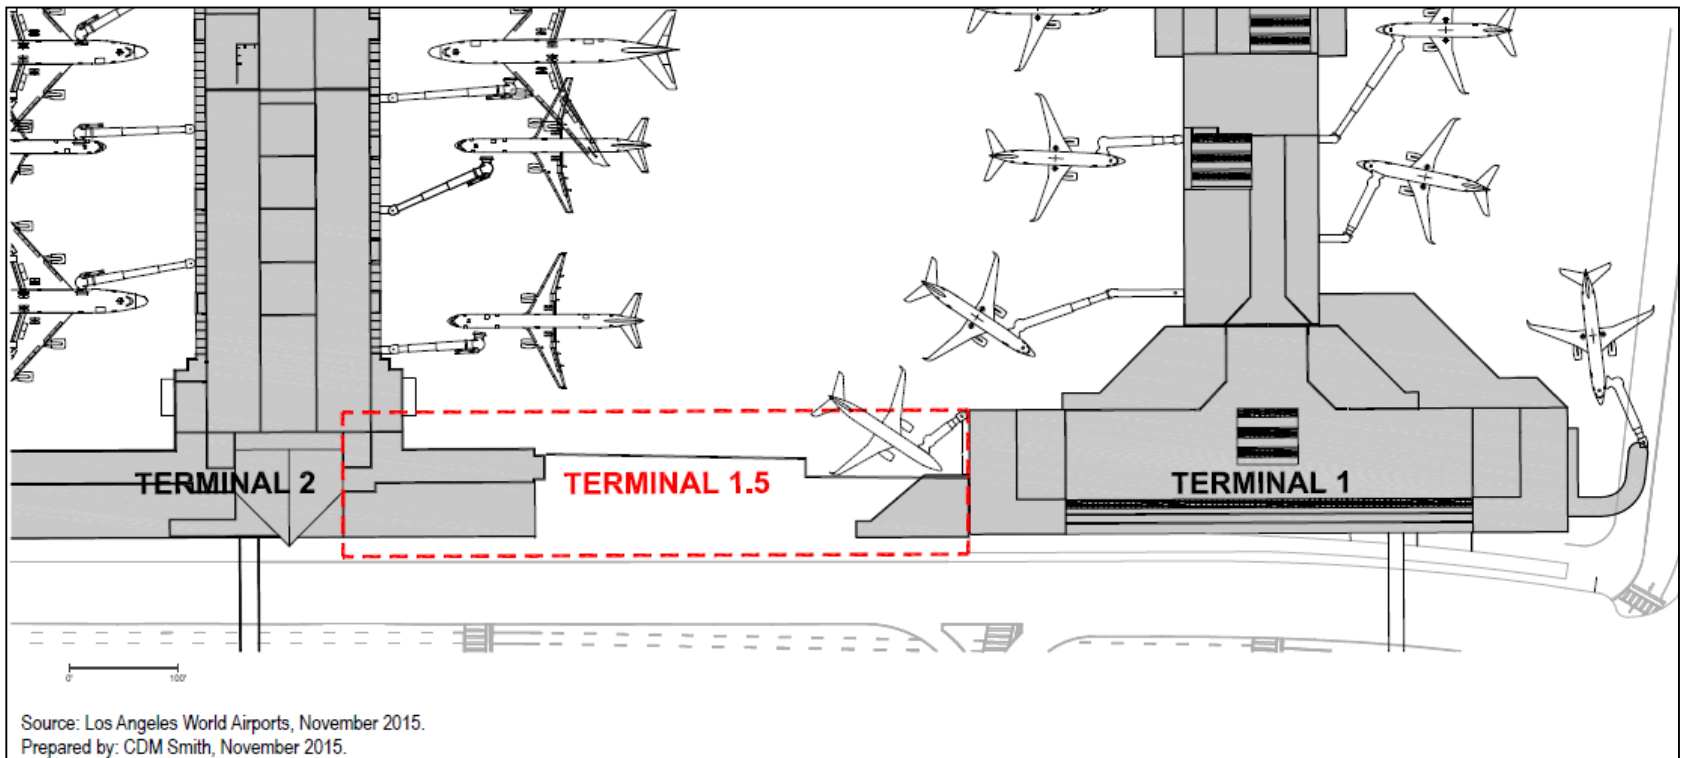 TERMINAL 2
TERMINAL 1.5
TERMINAL 1
0' 100'
Source: Los Angeles World Airports, November 2015.
Prepared by: CDM Smith, November 2015.